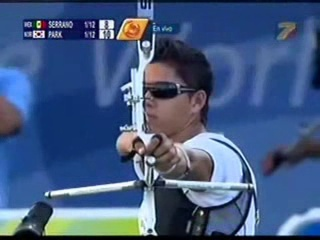 MEX SERRANO 1/12 8
KOR PARK 1/12 10
En vivo
7
World